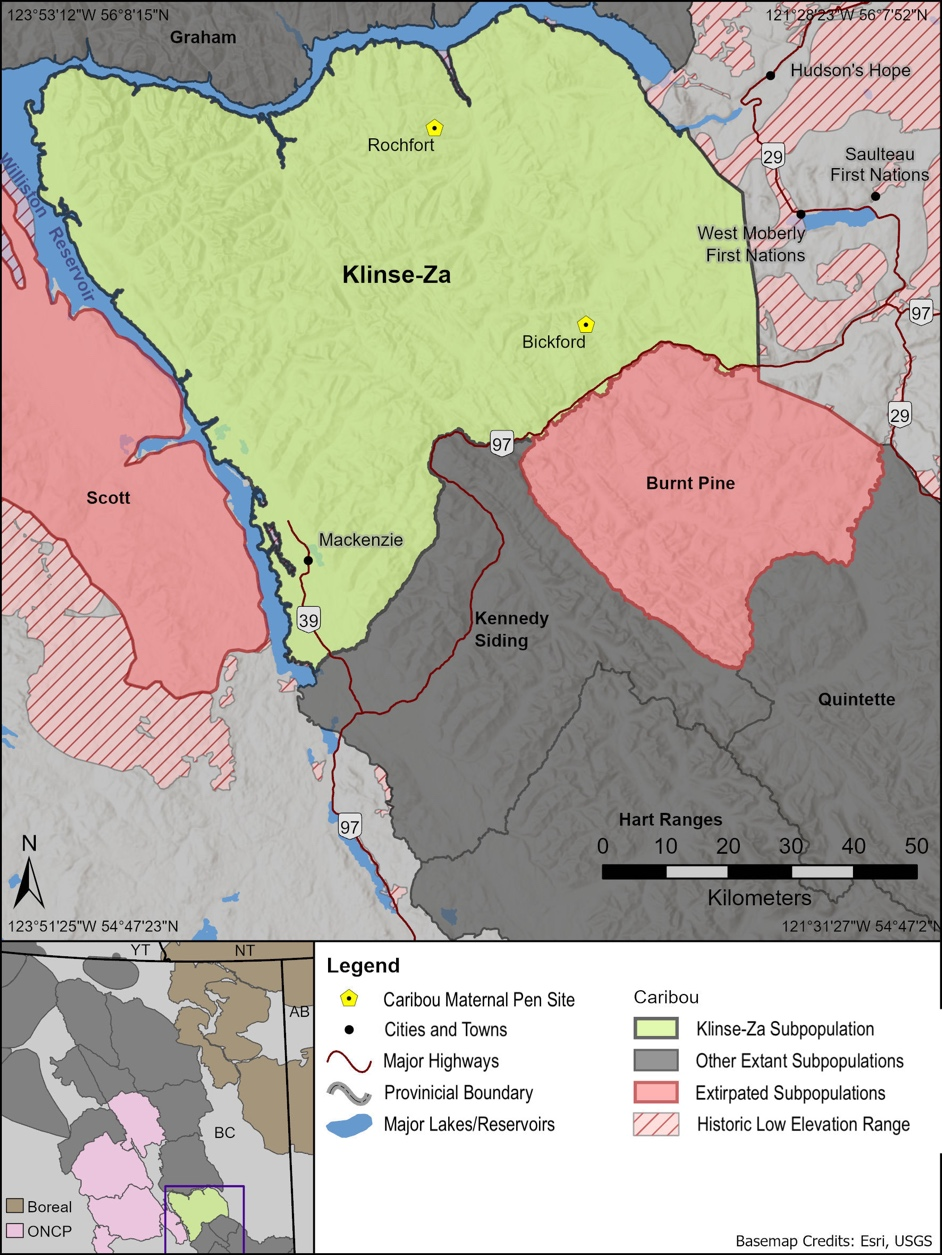 123°53'12"W 56°8'15"N
121°28'23"W 56°7'52"N
Graham
Hudson's Hope
Rochfort
29
Saulteau
First Nations
Williston Reservoir
West Moberly
First Nations
Klinse-Za
97
Bickford
29
97
Burnt Pine
Scott
Mackenzie
39
Kennedy
Siding
Quintette
Hart Ranges
97
N
0 10 20 30 40 50
Kilometers
123°51'25"W 54°47'23"N
121°31'27"W 54°47'2"N
YT
NT
AB
BC
Boreal
ONCP
Legend
Caribou Maternal Pen Site
Cities and Towns
Major Highways
Provinicial Boundary
Major Lakes/Reservoirs
Caribou
Klinse-Za Subpopulation
Other Extant Subpopulations
Extirpated Subpopulations
Historic Low Elevation Range
Basemap Credits: Esri, USGS